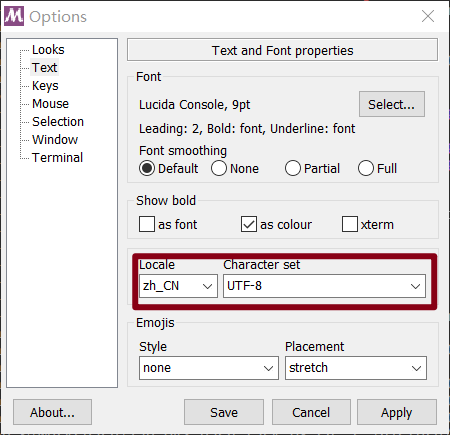 M Options
Looks
Text
Keys
Mouse
Selection
Window
Terminal
Text and Font properties
Font
Lucida Console, 9pt
Select...
Leading: 2, Bold: font, Underline: font
Font smoothing
Default None Partial Full
Show bold
as font as colour xterm
Locale Character set
zh_CN UTF-8
Emojis
Style Placement
none stretch
About... Save Cancel Apply